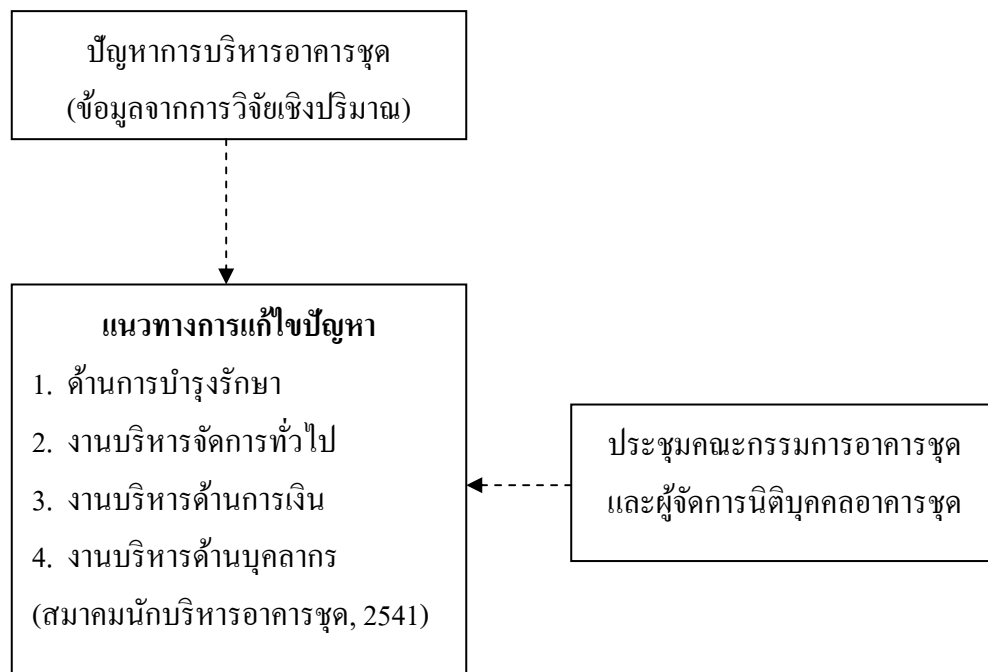 ปัญหาการบริหารอาคารชุด
(ข้อมูลจากการวิจัยเชิงปริมาณ)
แนวทางการแก้ไขปัญหา
1. ด้านการบำรุงรักษา
2. งานบริหารจัดการทั่วไป
3. งานบริหารด้านการเงิน
4. งานบริหารด้านบุคลากร
(สมาคมนักบริหารอาคารชุด, 2541)
ประชุมคณะกรรมการอาคารชุด
และผู้จัดการนิติบุคคลอาคารชุด